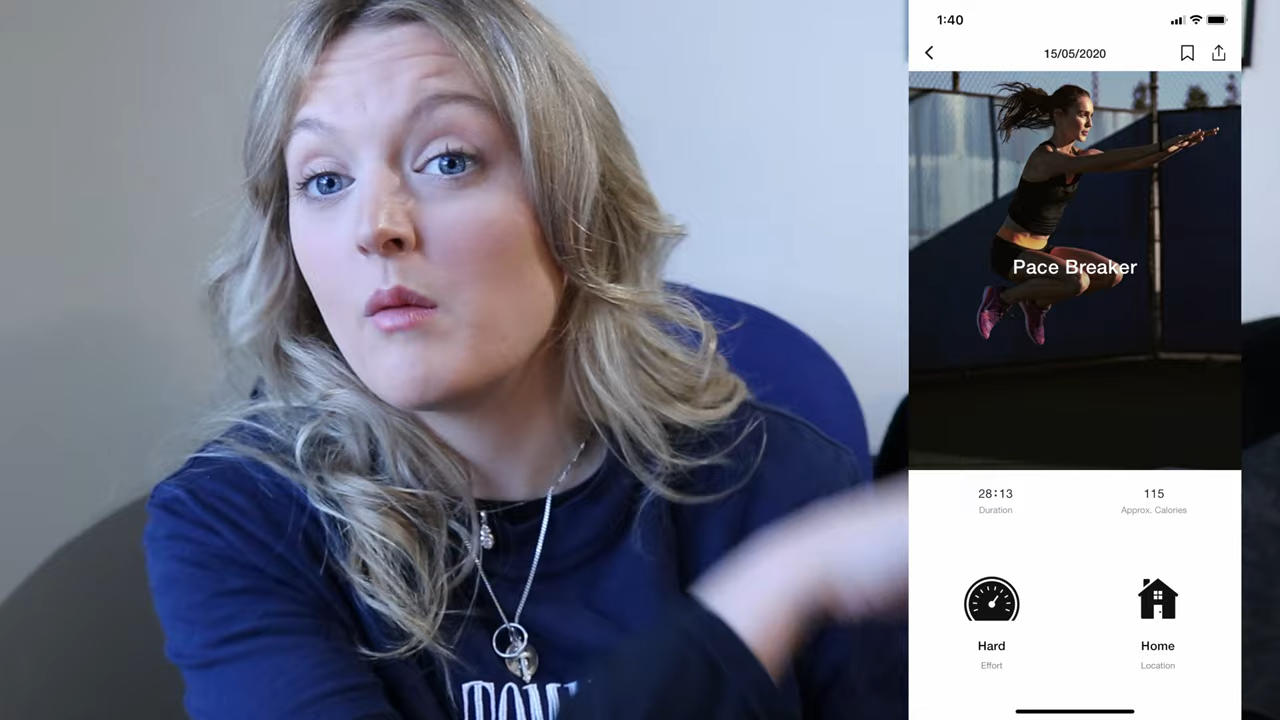 1:40
15/05/2020
Pace Breaker
28:13
115
Duration
Approx. Calories
Hard
Home
Effort
Location